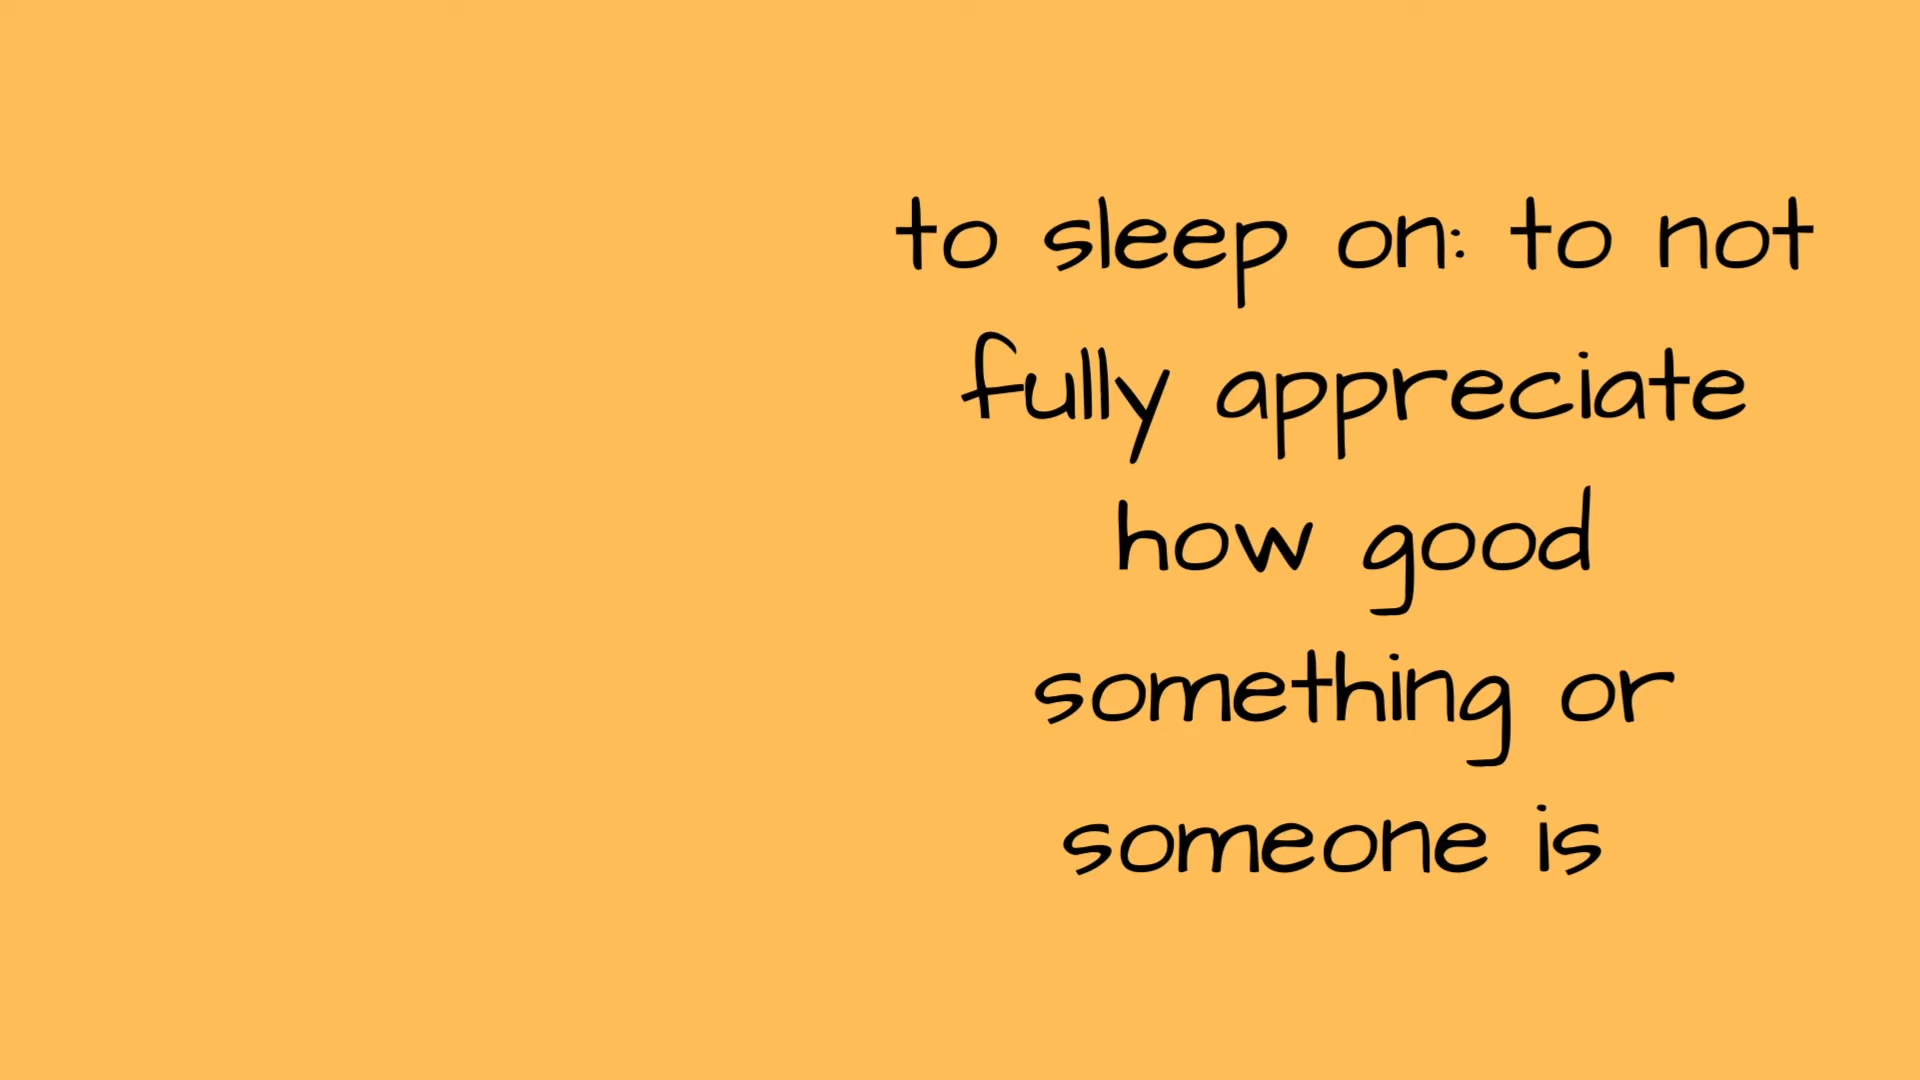 to sleep on: to not
fully appreciate
how good
something or
someone is